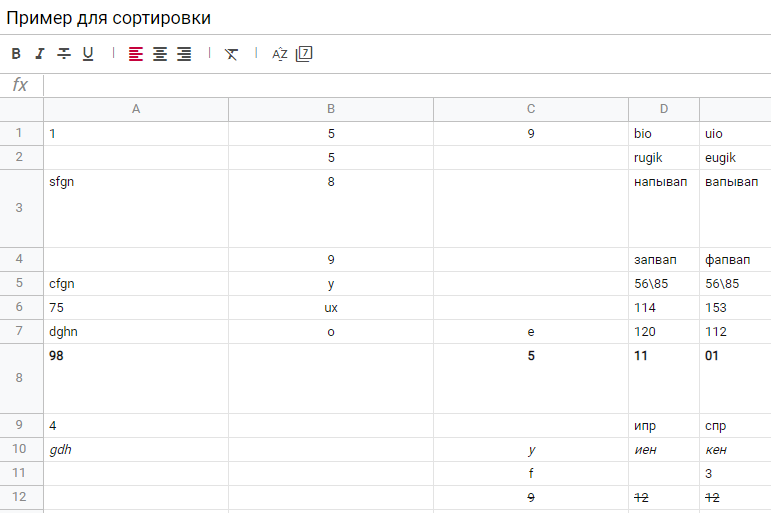 Пример для сортировки
B I S U AZ 7
fx
A B C D
1 1 5 9 bio uio
2 5 rugik eugik
3 sfgn 8 напывап вапывап
4 9 запвап фапвап
5 cfgn y 56\85 56\85
6 75 ux 114 153
7 dghn o e 120 112
8 98 5 11 01
9 4 ипр спр
10 gdh y иен кен
11 f 3
12 9 12 12